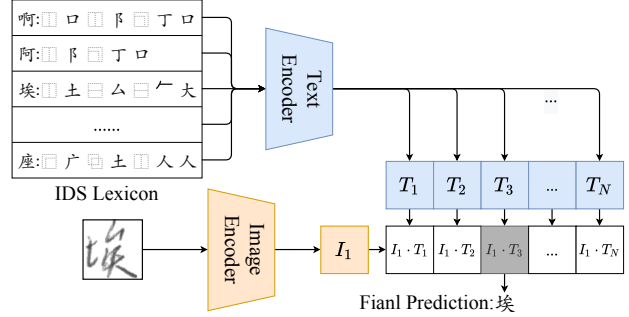 啊:⿰口⿰阝⿹丁口
阿:⿰阝⿹丁口
埃:⿰土⿱厶⿱𠂉大
......
座:⿸广⿻土⿰人人
IDS Lexicon
Text Encoder
...
T1 T2 T3 ... TN
埃
Image Encoder
I1
I1 · T1 I1 · T2 I1 · T3 ... I1 · TN
Fianl Prediction:埃